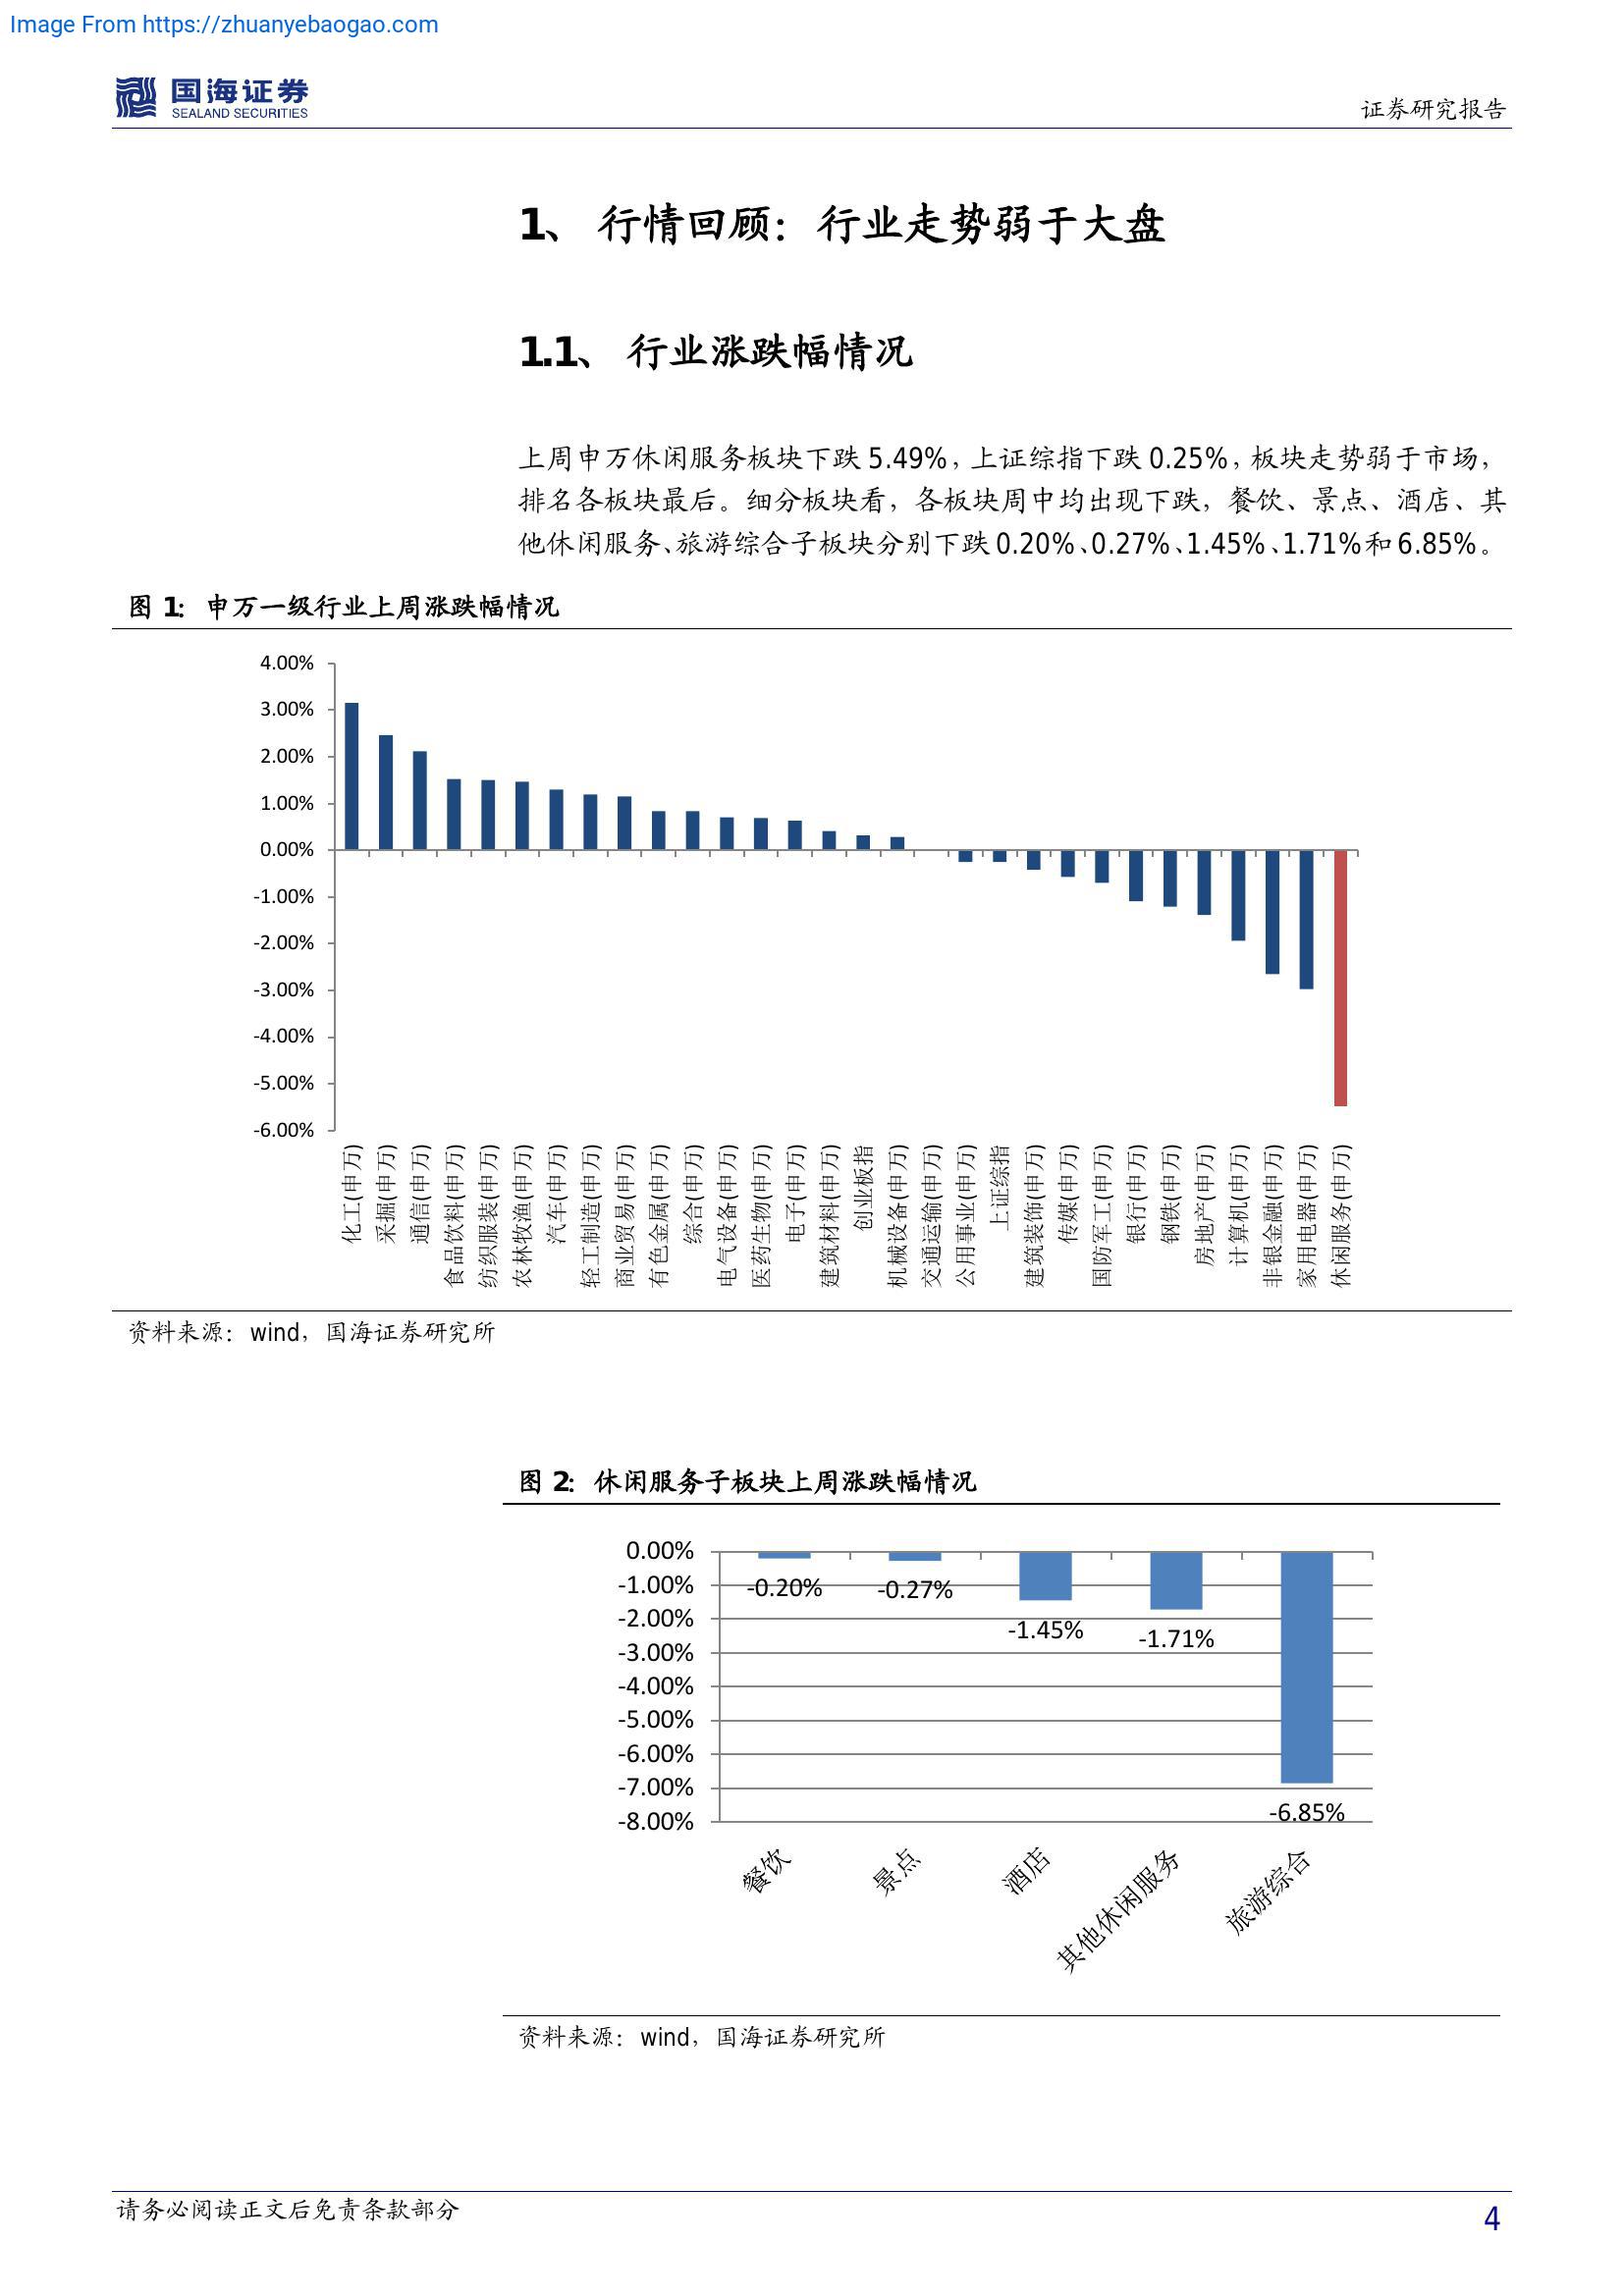 Image From https://zhuanyebaogao.com
国海证券
SEALAND SECURITIES
证券研究报告
1、 行情回顾：行业走势弱于大盘
1.1、 行业涨跌幅情况
上周申万休闲服务板块下跌 5.49%，上证综指下跌 0.25%，板块走势弱于市场，
排名各板块最后。细分板块看，各板块周中均出现下跌，餐饮、景点、酒店、其
他休闲服务、旅游综合子板块分别下跌 0.20%、0.27%、1.45%、1.71%和 6.85%。
图 1：申万一级行业上周涨跌幅情况
4.00%
3.00%
2.00%
1.00%
0.00%
-1.00%
-2.00%
-3.00%
-4.00%
-5.00%
-6.00%
化工(申万)
采掘(申万)
通信(申万)
食品饮料(申万)
纺织服装(申万)
农林牧渔(申万)
汽车(申万)
轻工制造(申万)
商业贸易(申万)
有色金属(申万)
综合(申万)
电气设备(申万)
医药生物(申万)
电子(申万)
建筑材料(申万)
创业板指
机械设备(申万)
交通运输(申万)
公用事业(申万)
上证综指
建筑装饰(申万)
传媒(申万)
国防军工(申万)
银行(申万)
钢铁(申万)
房地产(申万)
计算机(申万)
非银金融(申万)
家用电器(申万)
休闲服务(申万)
资料来源：wind，国海证券研究所
图 2：休闲服务子板块上周涨跌幅情况
0.00%
-1.00%
-2.00%
-3.00%
-4.00%
-5.00%
-6.00%
-7.00%
-8.00%
-0.20%
-0.27%
-1.45%
-1.71%
-6.85%
餐饮
景点
酒店
其他休闲服务
旅游综合
资料来源：wind，国海证券研究所
请务必阅读正文后免责条款部分
4